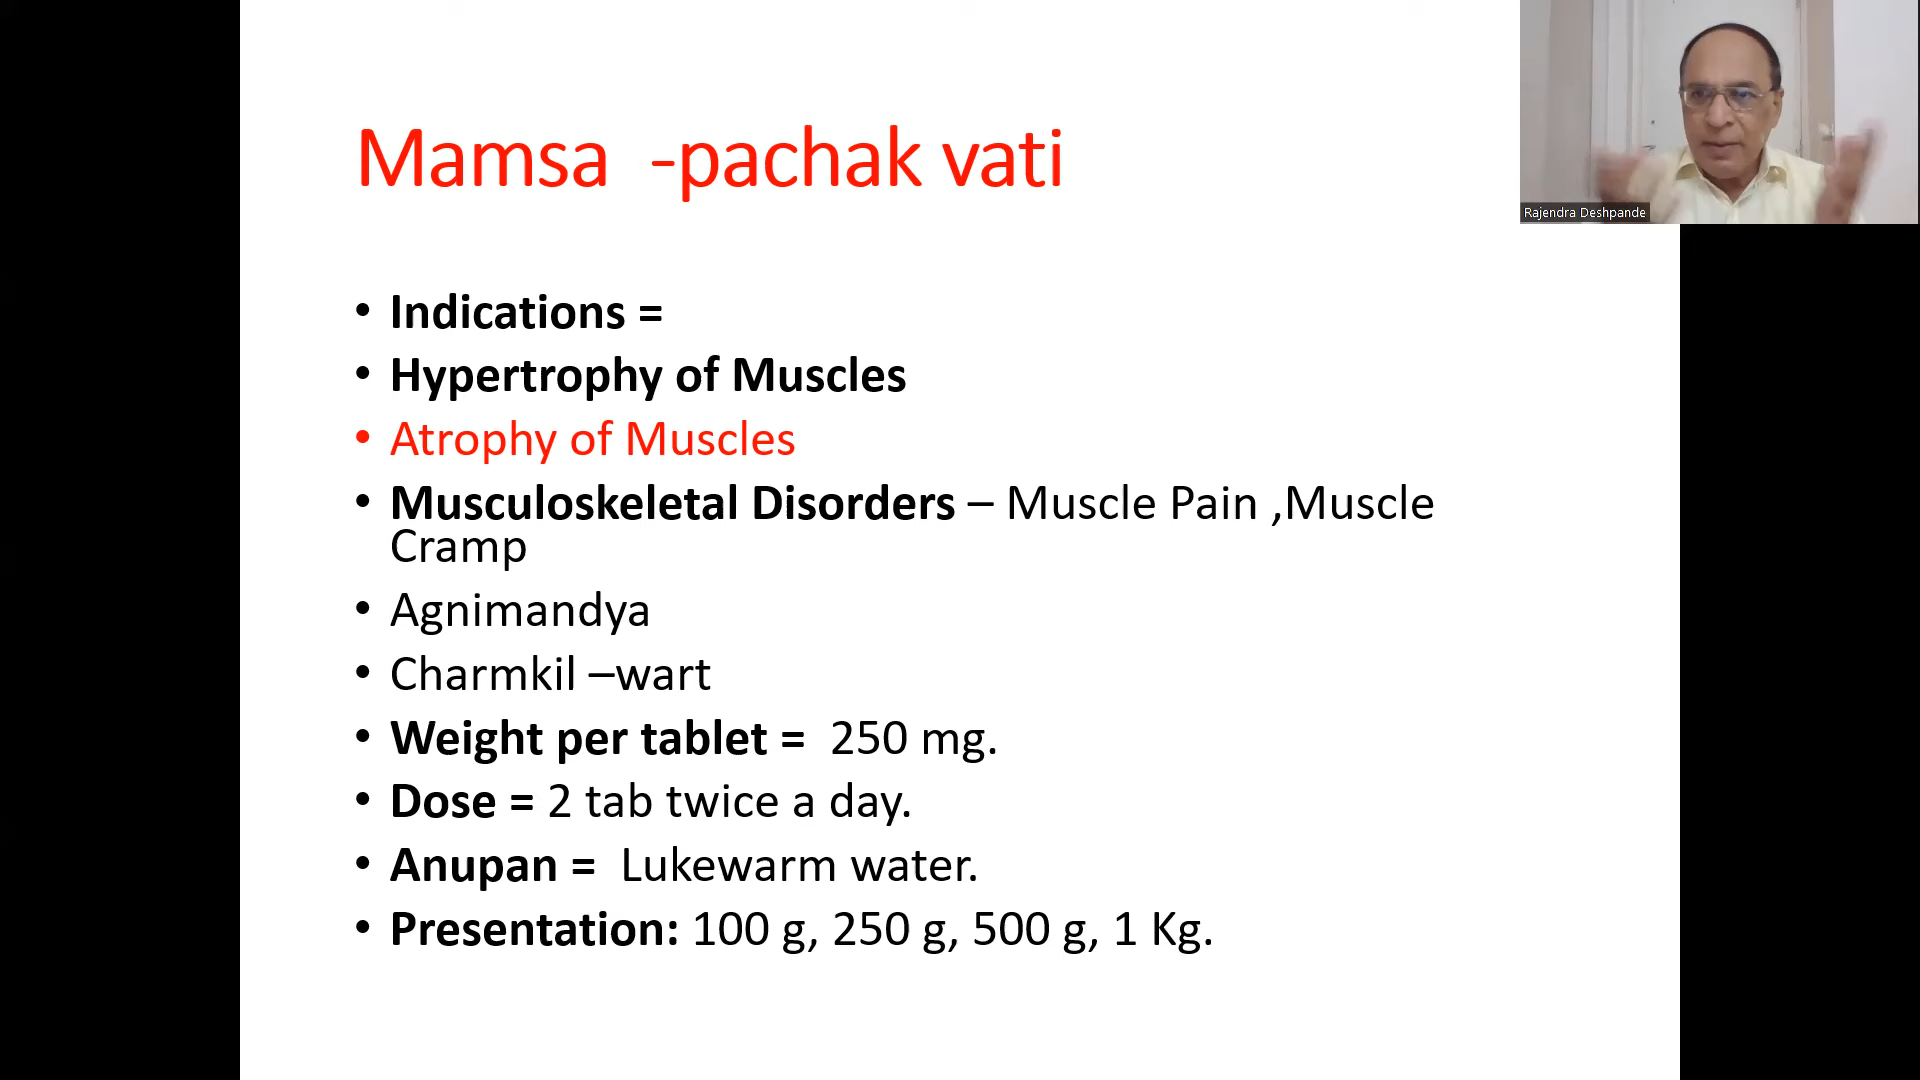 Mamsa  -pachak vati
Rajendra Deshpande
• Indications =
• Hypertrophy of Muscles
• Atrophy of Muscles
• Musculoskeletal Disorders – Muscle Pain ,Muscle
Cramp
• Agnimandya
• Charmkil –wart
• Weight per tablet =  250 mg.
• Dose = 2 tab twice a day.
• Anupan =  Lukewarm water.
• Presentation: 100 g, 250 g, 500 g, 1 Kg.